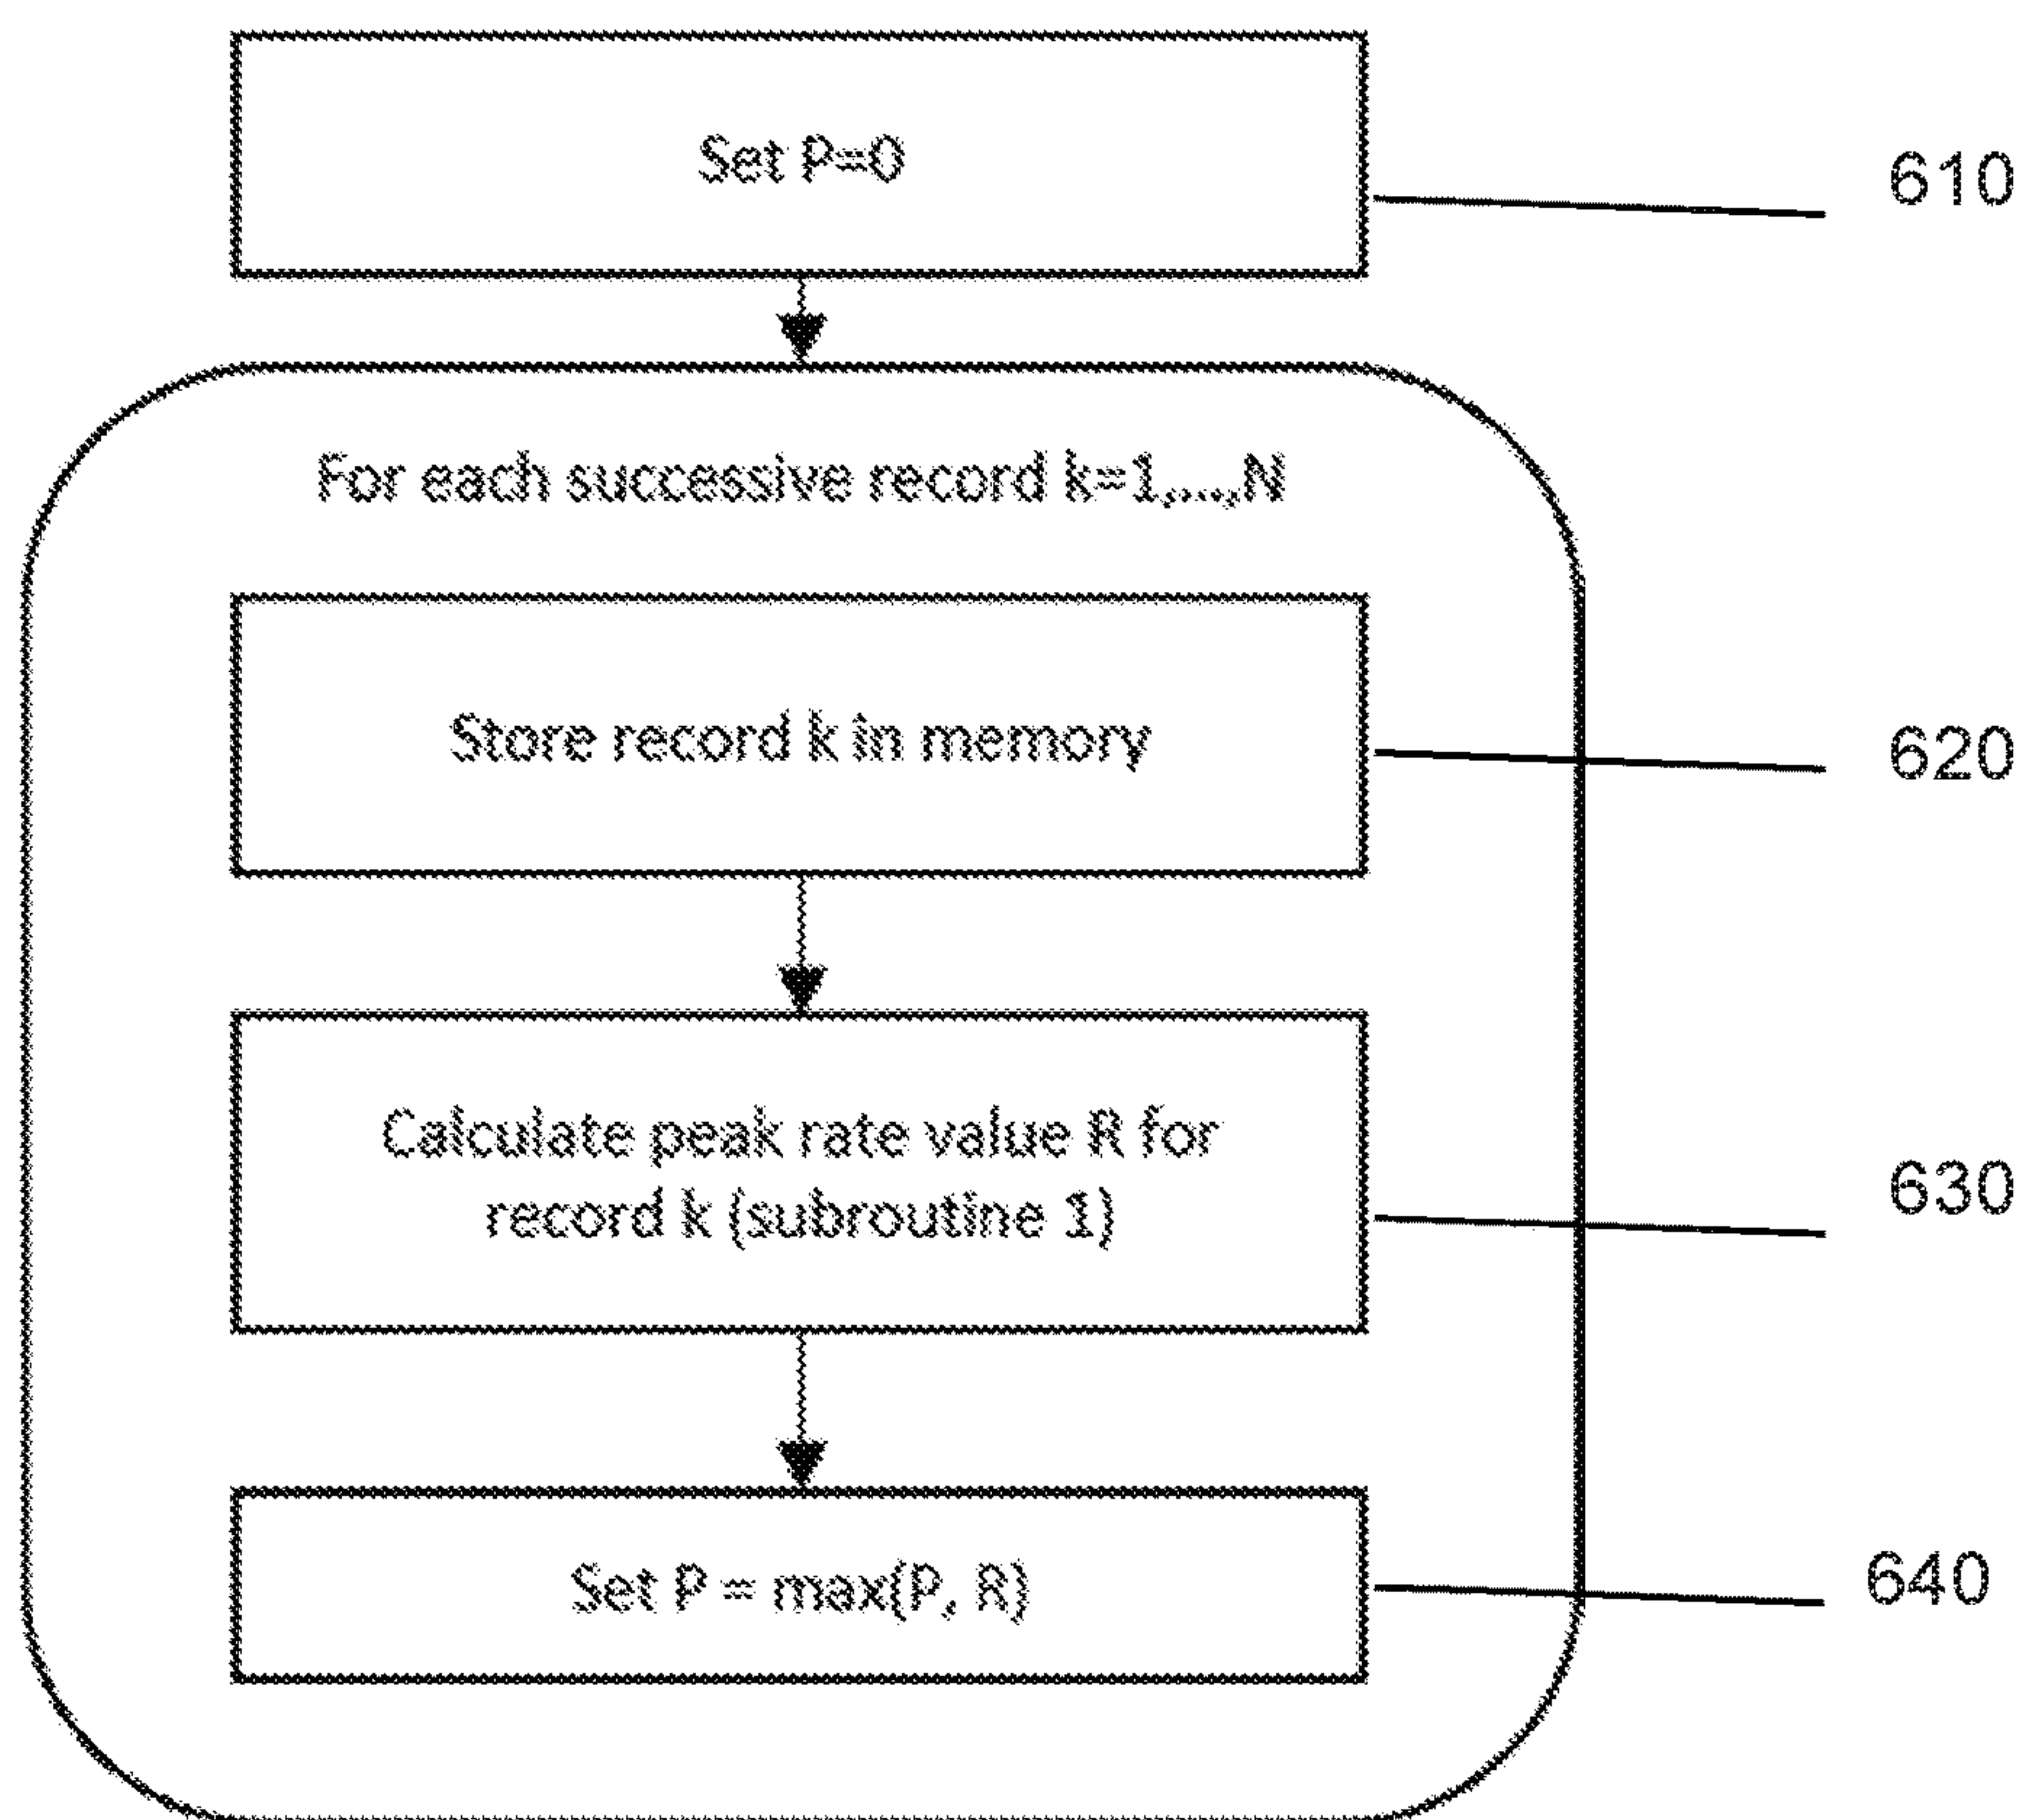 Set P=0
610
For each successive record k=1,...,N
Store record k in memory
620
Calculate peak rate value R for
record k (subroutine 1)
630
Set P = max(P, R)
640